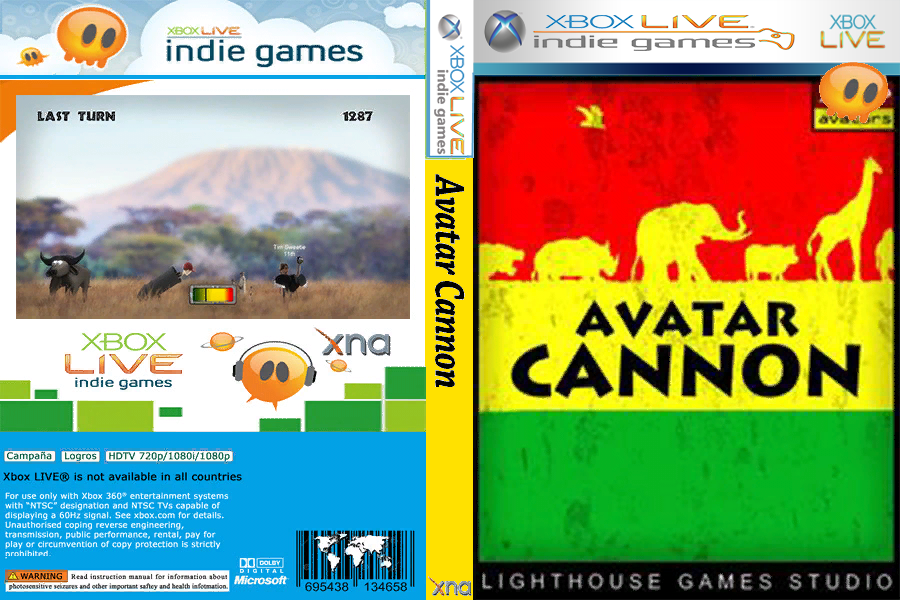 XBOX LIVE
indie games
LAST TURN
1287
Tim Gwaabe
11th
XBOX
LIVE
indie games
xna
Campaña
Logros
HDTV 720p/1080i/1080p
Xbox LIVE® is not available in all countries
For use only with Xbox 360® entertainment systems
with “NTSC” designation and NTSC TVs capable of
displaying a 60Hz signal. See xbox.com for details.
Unauthorised coping reverse engineering,
transmission, public performance, rental, pay for
play or circumvention of copy protection is strictly
prohibited.
WARNING Read instruction manual for information about
photosensitive seizures and other important saftey and health infotmation.
DOLBY
DIGITAL
Microsoft
695438 134658
XBOX LIVE
indie games
Avatar Cannon
xna
XBOX LIVE
indie games
XBOX
LIVE
avatars
AVATAR
CANNON
LIGHTHOUSE GAMES STUDIO